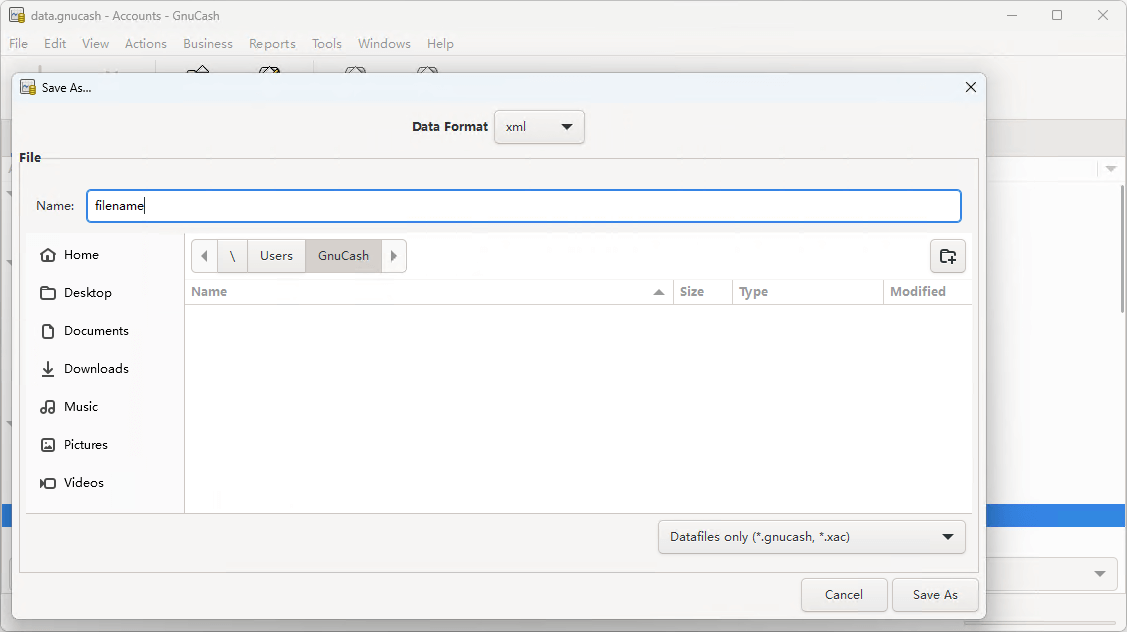 data.gnucash - Accounts - GnuCash
File Edit View Actions Business Reports Tools Windows Help
Save As...
Data Format xml
File
Name: filename
Home
Desktop
Documents
Downloads
Music
Pictures
Videos
\ Users GnuCash
Name Size Type Modified
Datafiles only (*.gnucash, *.xac)
Cancel Save As